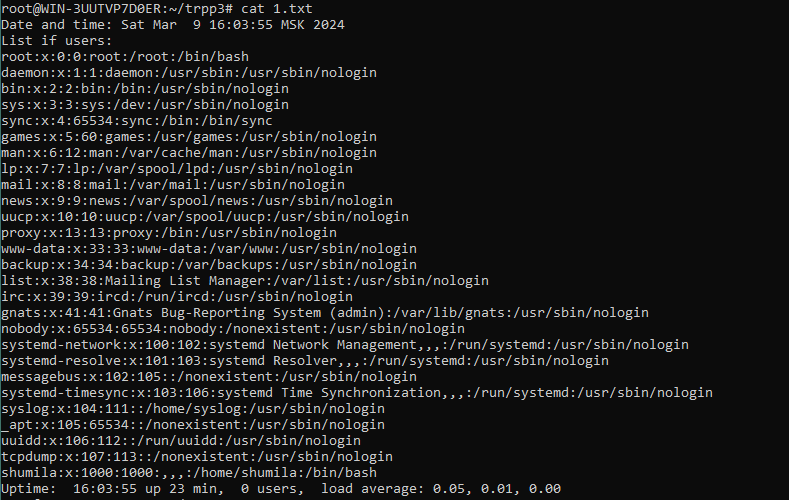 root@WIN-3UUTVP7D0ER:~/trpp3# cat 1.txt
Date and time: Sat Mar  9 16:03:55 MSK 2024
List if users:
root:x:0:0:root:/root:/bin/bash
daemon:x:1:1:daemon:/usr/sbin:/usr/sbin/nologin
bin:x:2:2:bin:/bin:/usr/sbin/nologin
sys:x:3:3:sys:/dev:/usr/sbin/nologin
sync:x:4:65534:sync:/bin:/bin/sync
games:x:5:60:games:/usr/games:/usr/sbin/nologin
man:x:6:12:man:/var/cache/man:/usr/sbin/nologin
lp:x:7:7:lp:/var/spool/lpd:/usr/sbin/nologin
mail:x:8:8:mail:/var/mail:/usr/sbin/nologin
news:x:9:9:news:/var/spool/news:/usr/sbin/nologin
uucp:x:10:10:uucp:/var/spool/uucp:/usr/sbin/nologin
proxy:x:13:13:proxy:/bin:/usr/sbin/nologin
www-data:x:33:33:www-data:/var/www:/usr/sbin/nologin
backup:x:34:34:backup:/var/backups:/usr/sbin/nologin
list:x:38:38:Mailing List Manager:/var/list:/usr/sbin/nologin
irc:x:39:39:ircd:/run/ircd:/usr/sbin/nologin
gnats:x:41:41:Gnats Bug-Reporting System (admin):/var/lib/gnats:/usr/sbin/nologin
nobody:x:65534:65534:nobody:/nonexistent:/usr/sbin/nologin
systemd-network:x:100:102:systemd Network Management,,,:/run/systemd:/usr/sbin/nologin
systemd-resolve:x:101:103:systemd Resolver,,,:/run/systemd:/usr/sbin/nologin
messagebus:x:102:105::/nonexistent:/usr/sbin/nologin
systemd-timesync:x:103:106:systemd Time Synchronization,,,:/run/systemd:/usr/sbin/nologin
syslog:x:104:111::/home/syslog:/usr/sbin/nologin
_apt:x:105:65534::/nonexistent:/usr/sbin/nologin
uuidd:x:106:112::/run/uuidd:/usr/sbin/nologin
tcpdump:x:107:113::/nonexistent:/usr/sbin/nologin
shumila:x:1000:1000:,,,:/home/shumila:/bin/bash
Uptime:  16:03:55 up 23 min,  0 users,  load average: 0.05, 0.01, 0.00